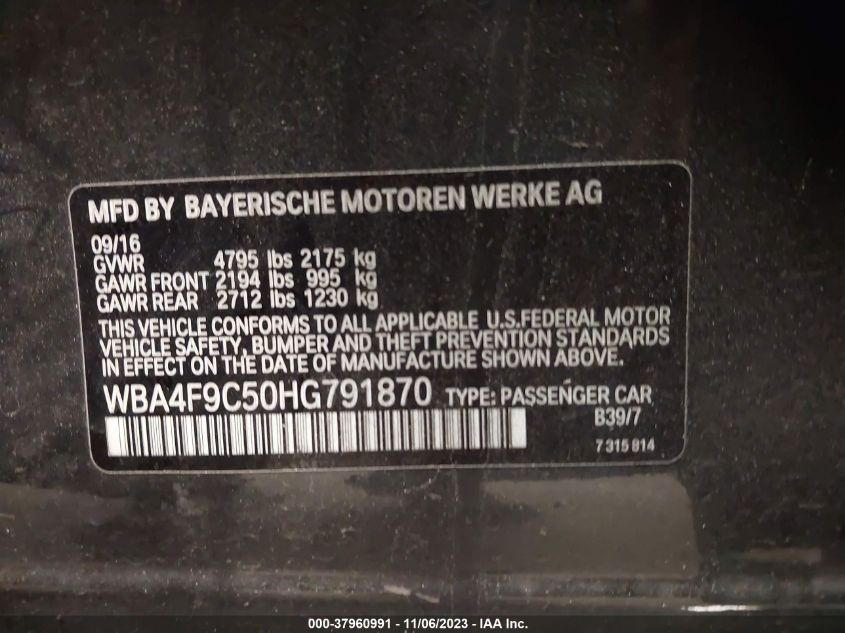 MFD BY BAYERISCHE MOTOREN WERKE AG
09/16
GVWR 4795 lbs 2175 kg
GAWR FRONT 2194 lbs 995 kg
GAWR REAR 2712 lbs 1230 kg
THIS VEHICLE CONFORMS TO ALL APPLICABLE U.S.FEDERAL MOTOR
VEHICLE SAFETY, BUMPER AND THEFT PREVENTION STANDARDS
IN EFFECT ON THE DATE OF MANUFACTURE SHOWN ABOVE.
WBA4F9C50HG791870 TYPE: PASSENGER CAR
B39/7
7 315 814
000-37960991 - 11/06/2023 - IAA Inc.